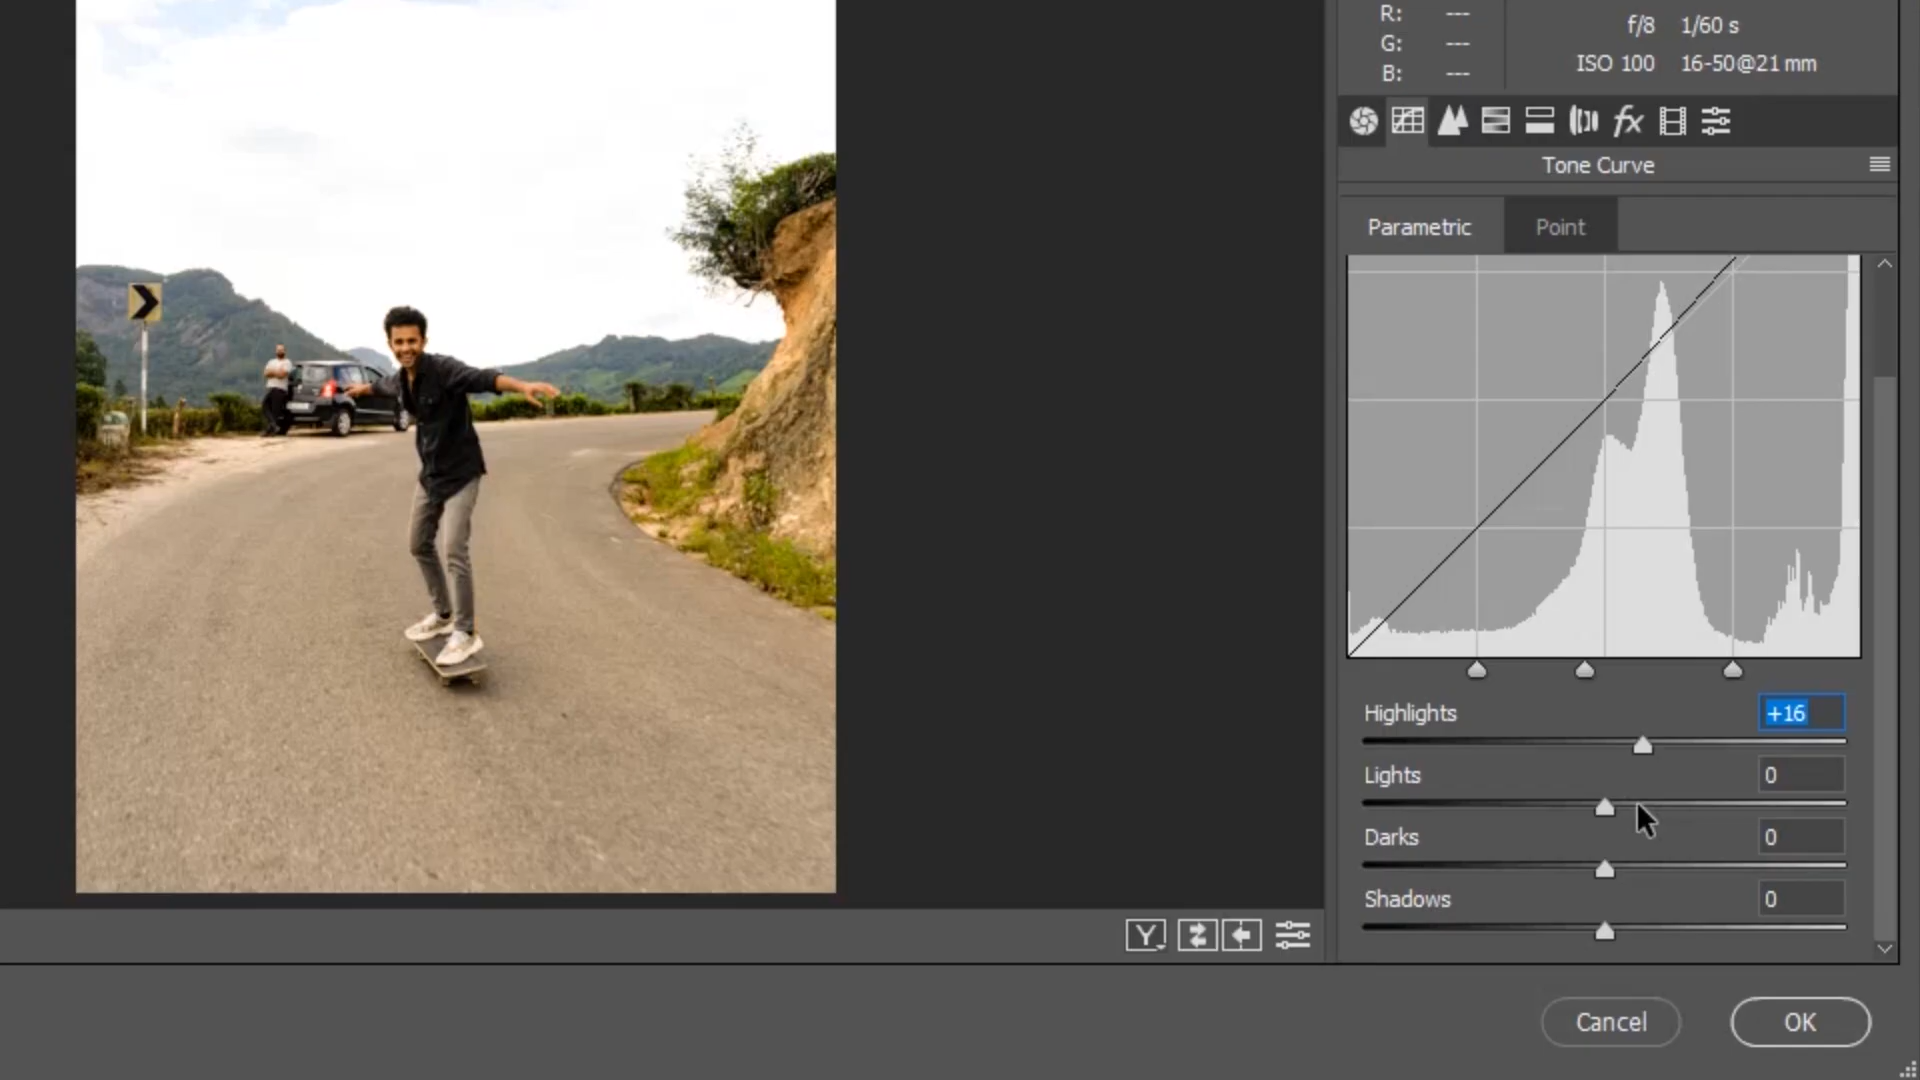 R: ---
G: ---
B: ---
f/8 1/60 s
ISO 100 16-50@21 mm
fx
Tone Curve
Parametric Point
Highlights +16
Lights 0
Darks 0
Shadows 0
Y
Cancel OK